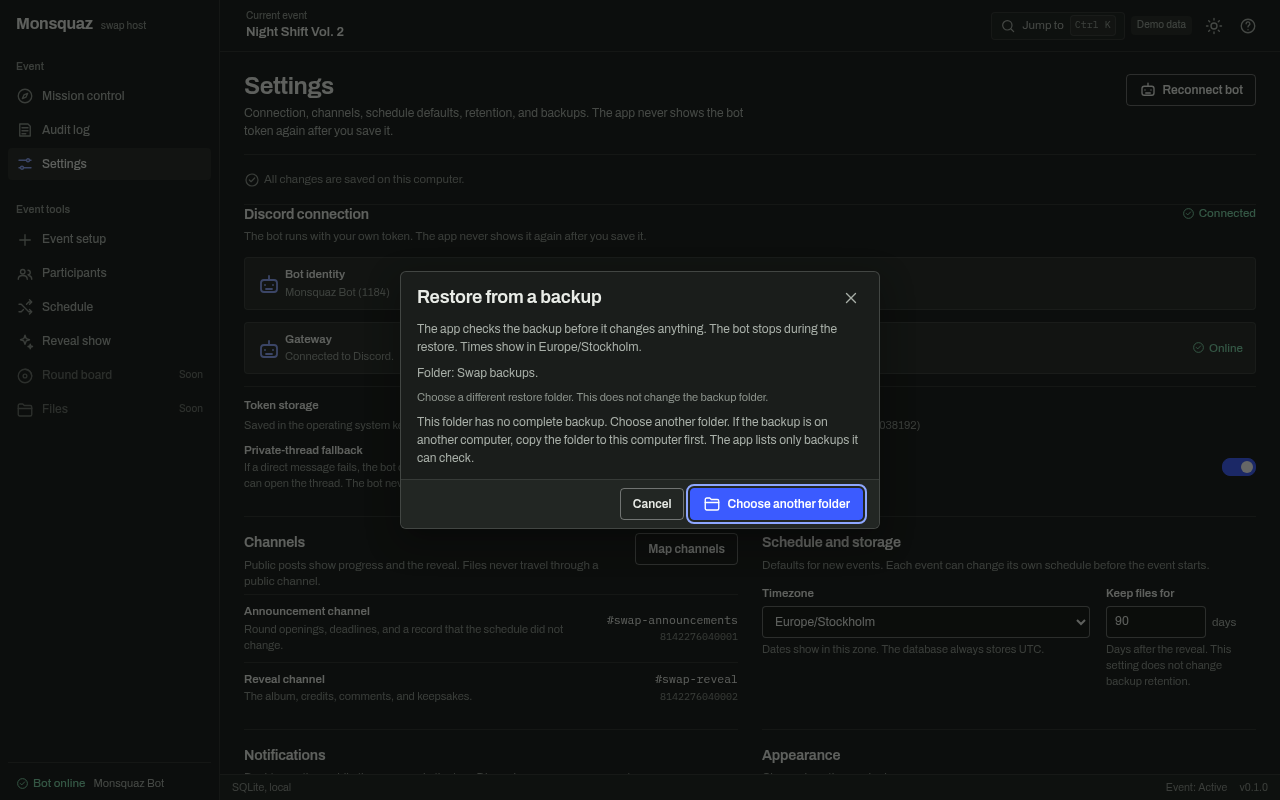 Monsquaz swap host
Event
Mission control
Audit log
Settings
Event tools
Event setup
Participants
Schedule
Reveal show
Round board Soon
Files Soon
Bot online Monsquaz Bot
Current event
Night Shift Vol. 2
Jump to Ctrl K
Demo data
Settings
Connection, channels, schedule defaults, retention, and backups. The app never shows the bot
token again after you save it.
Reconnect bot
All changes are saved on this computer.
Discord connection
Connected
The bot runs with your own token. The app never shows it again after you save it.
Bot identity
Monsquaz Bot (1184)
Gateway
Connected to Discord.
Online
Token storage
Saved in the operating system
038192)
Private-thread fallback
If a direct message fails, the bot
can open the thread. The bot
Restore from a backup
The app checks the backup before it changes anything. The bot stops during the
restore. Times show in Europe/Stockholm.
Folder: Swap backups.
Choose a different restore folder. This does not change the backup folder.
This folder has no complete backup. Choose another folder. If the backup is on
another computer, copy the folder to this computer first. The app lists only backups it
can check.
Cancel
Choose another folder
Channels
Public posts show progress and the reveal. Files never travel through a
public channel.
Map channels
Announcement channel
Round openings, deadlines, and a record that the schedule did not
change.
#swap-announcements
8142276040001
Reveal channel
The album, credits, comments, and keepsakes.
#swap-reveal
8142276040002
Schedule and storage
Defaults for new events. Each event can change its own schedule before the event starts.
Timezone
Europe/Stockholm
Dates show in this zone. The database always stores UTC.
Keep files for
90 days
Days after the reveal. This
setting does not change
backup retention.
Notifications
Appearance
SQLite, local
Event: Active v0.1.0